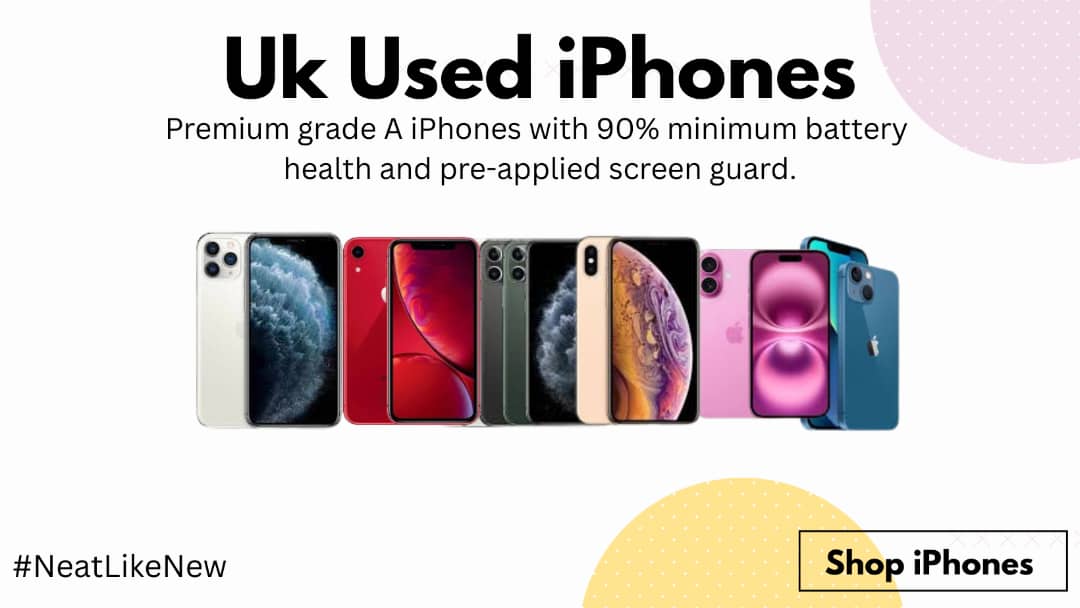 Uk Used iPhones
Premium grade A iPhones with 90% minimum battery
health and pre-applied screen guard.
#NeatLikeNew
Shop iPhones